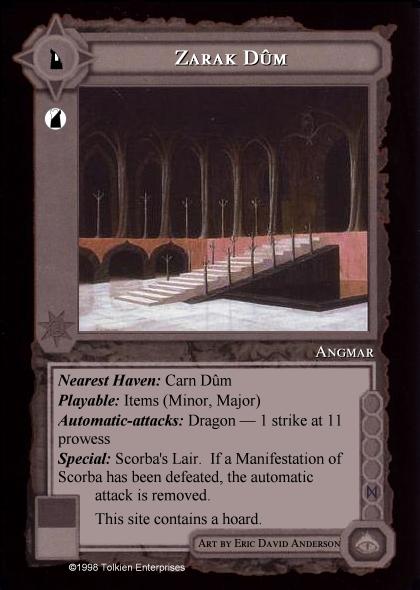 Zarak Dûm
Angmar
Nearest Haven: Carn Dûm
Playable: Items (Minor, Major)
Automatic-attacks: Dragon — 1 strike at 11
prowess
Special: Scorba's Lair. If a Manifestation of
Scorba has been defeated, the automatic
attack is removed.
This site contains a hoard.
Art by Eric David Anderson
©1998 Tolkien Enterprises